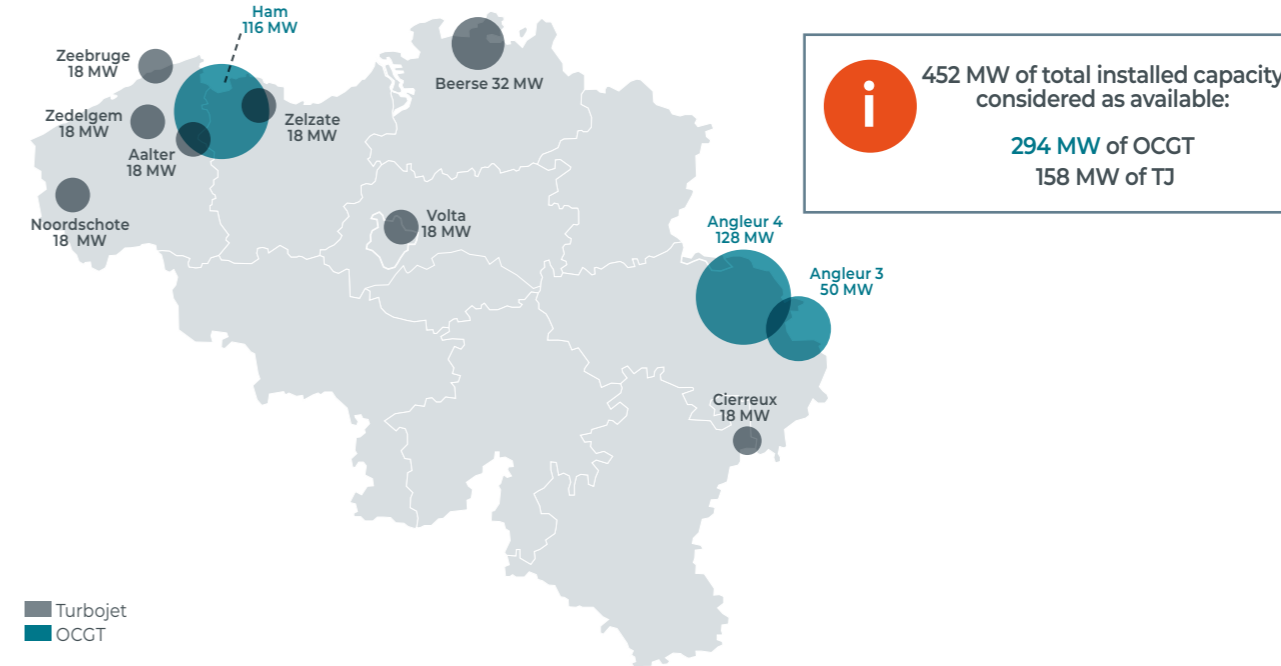 Ham
116 MW
Zeebruge
18 MW
Beerse 32 MW
Zedelgem
18 MW
Zelzate
18 MW
Aalter
18 MW
Noordschote
18 MW
Volta
18 MW
Angleur 4
128 MW
Angleur 3
50 MW
Cierreux
18 MW
i
452 MW of total installed capacity
considered as available:
294 MW of OCGT
158 MW of TJ
Turbojet
OCGT